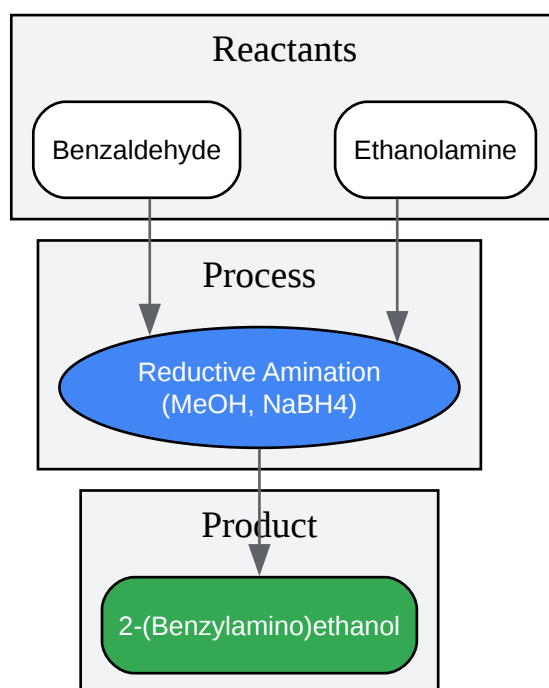 Reactants
Benzaldehyde
Ethanolamine
Process
Reductive Amination
(MeOH, NaBH4)
Product
2-(Benzylamino)ethanol